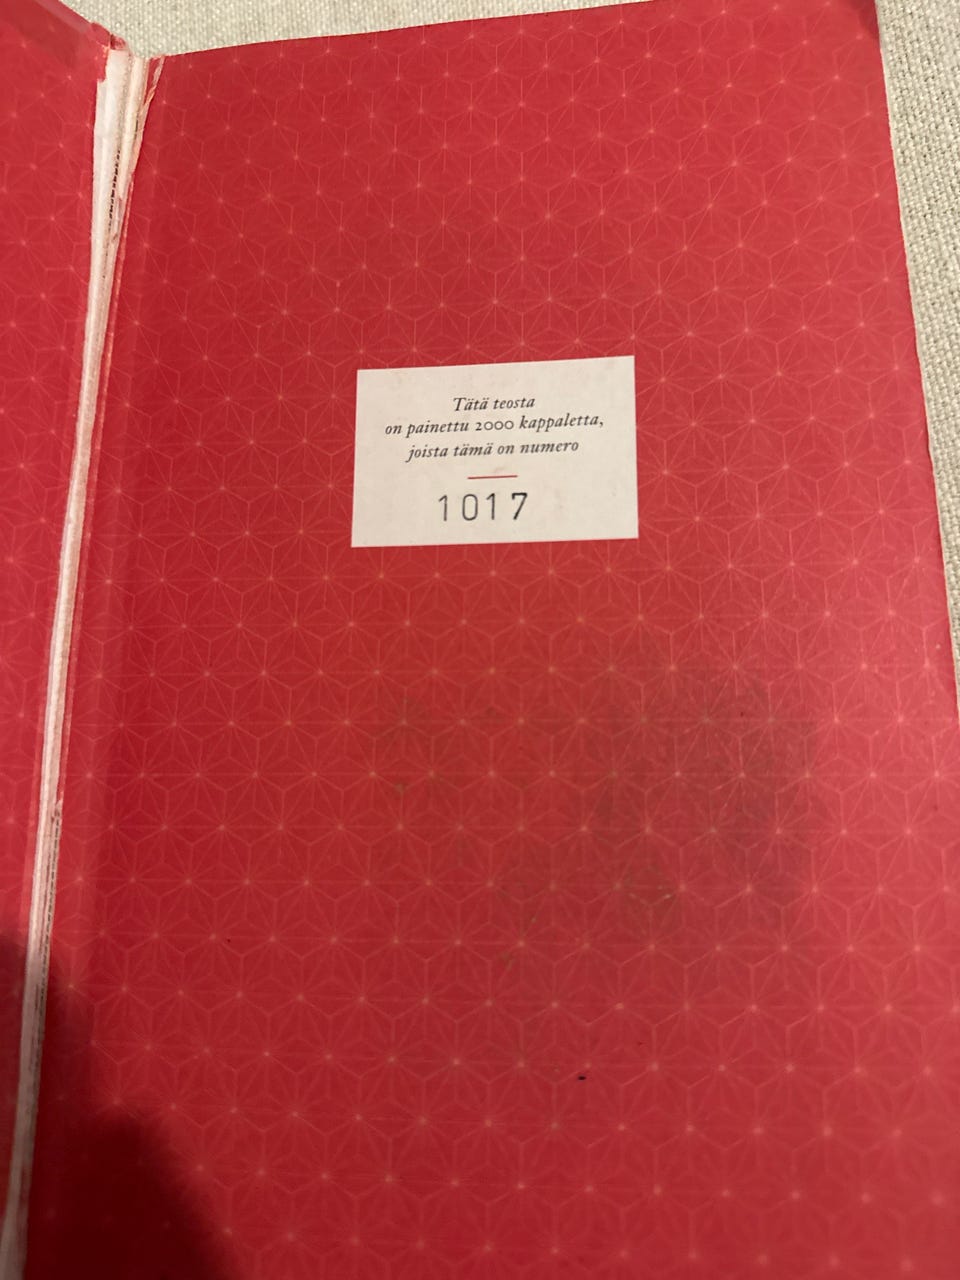 Tätä teosta
on painettu 2000 kappaletta,
joista tämä on numero
1017